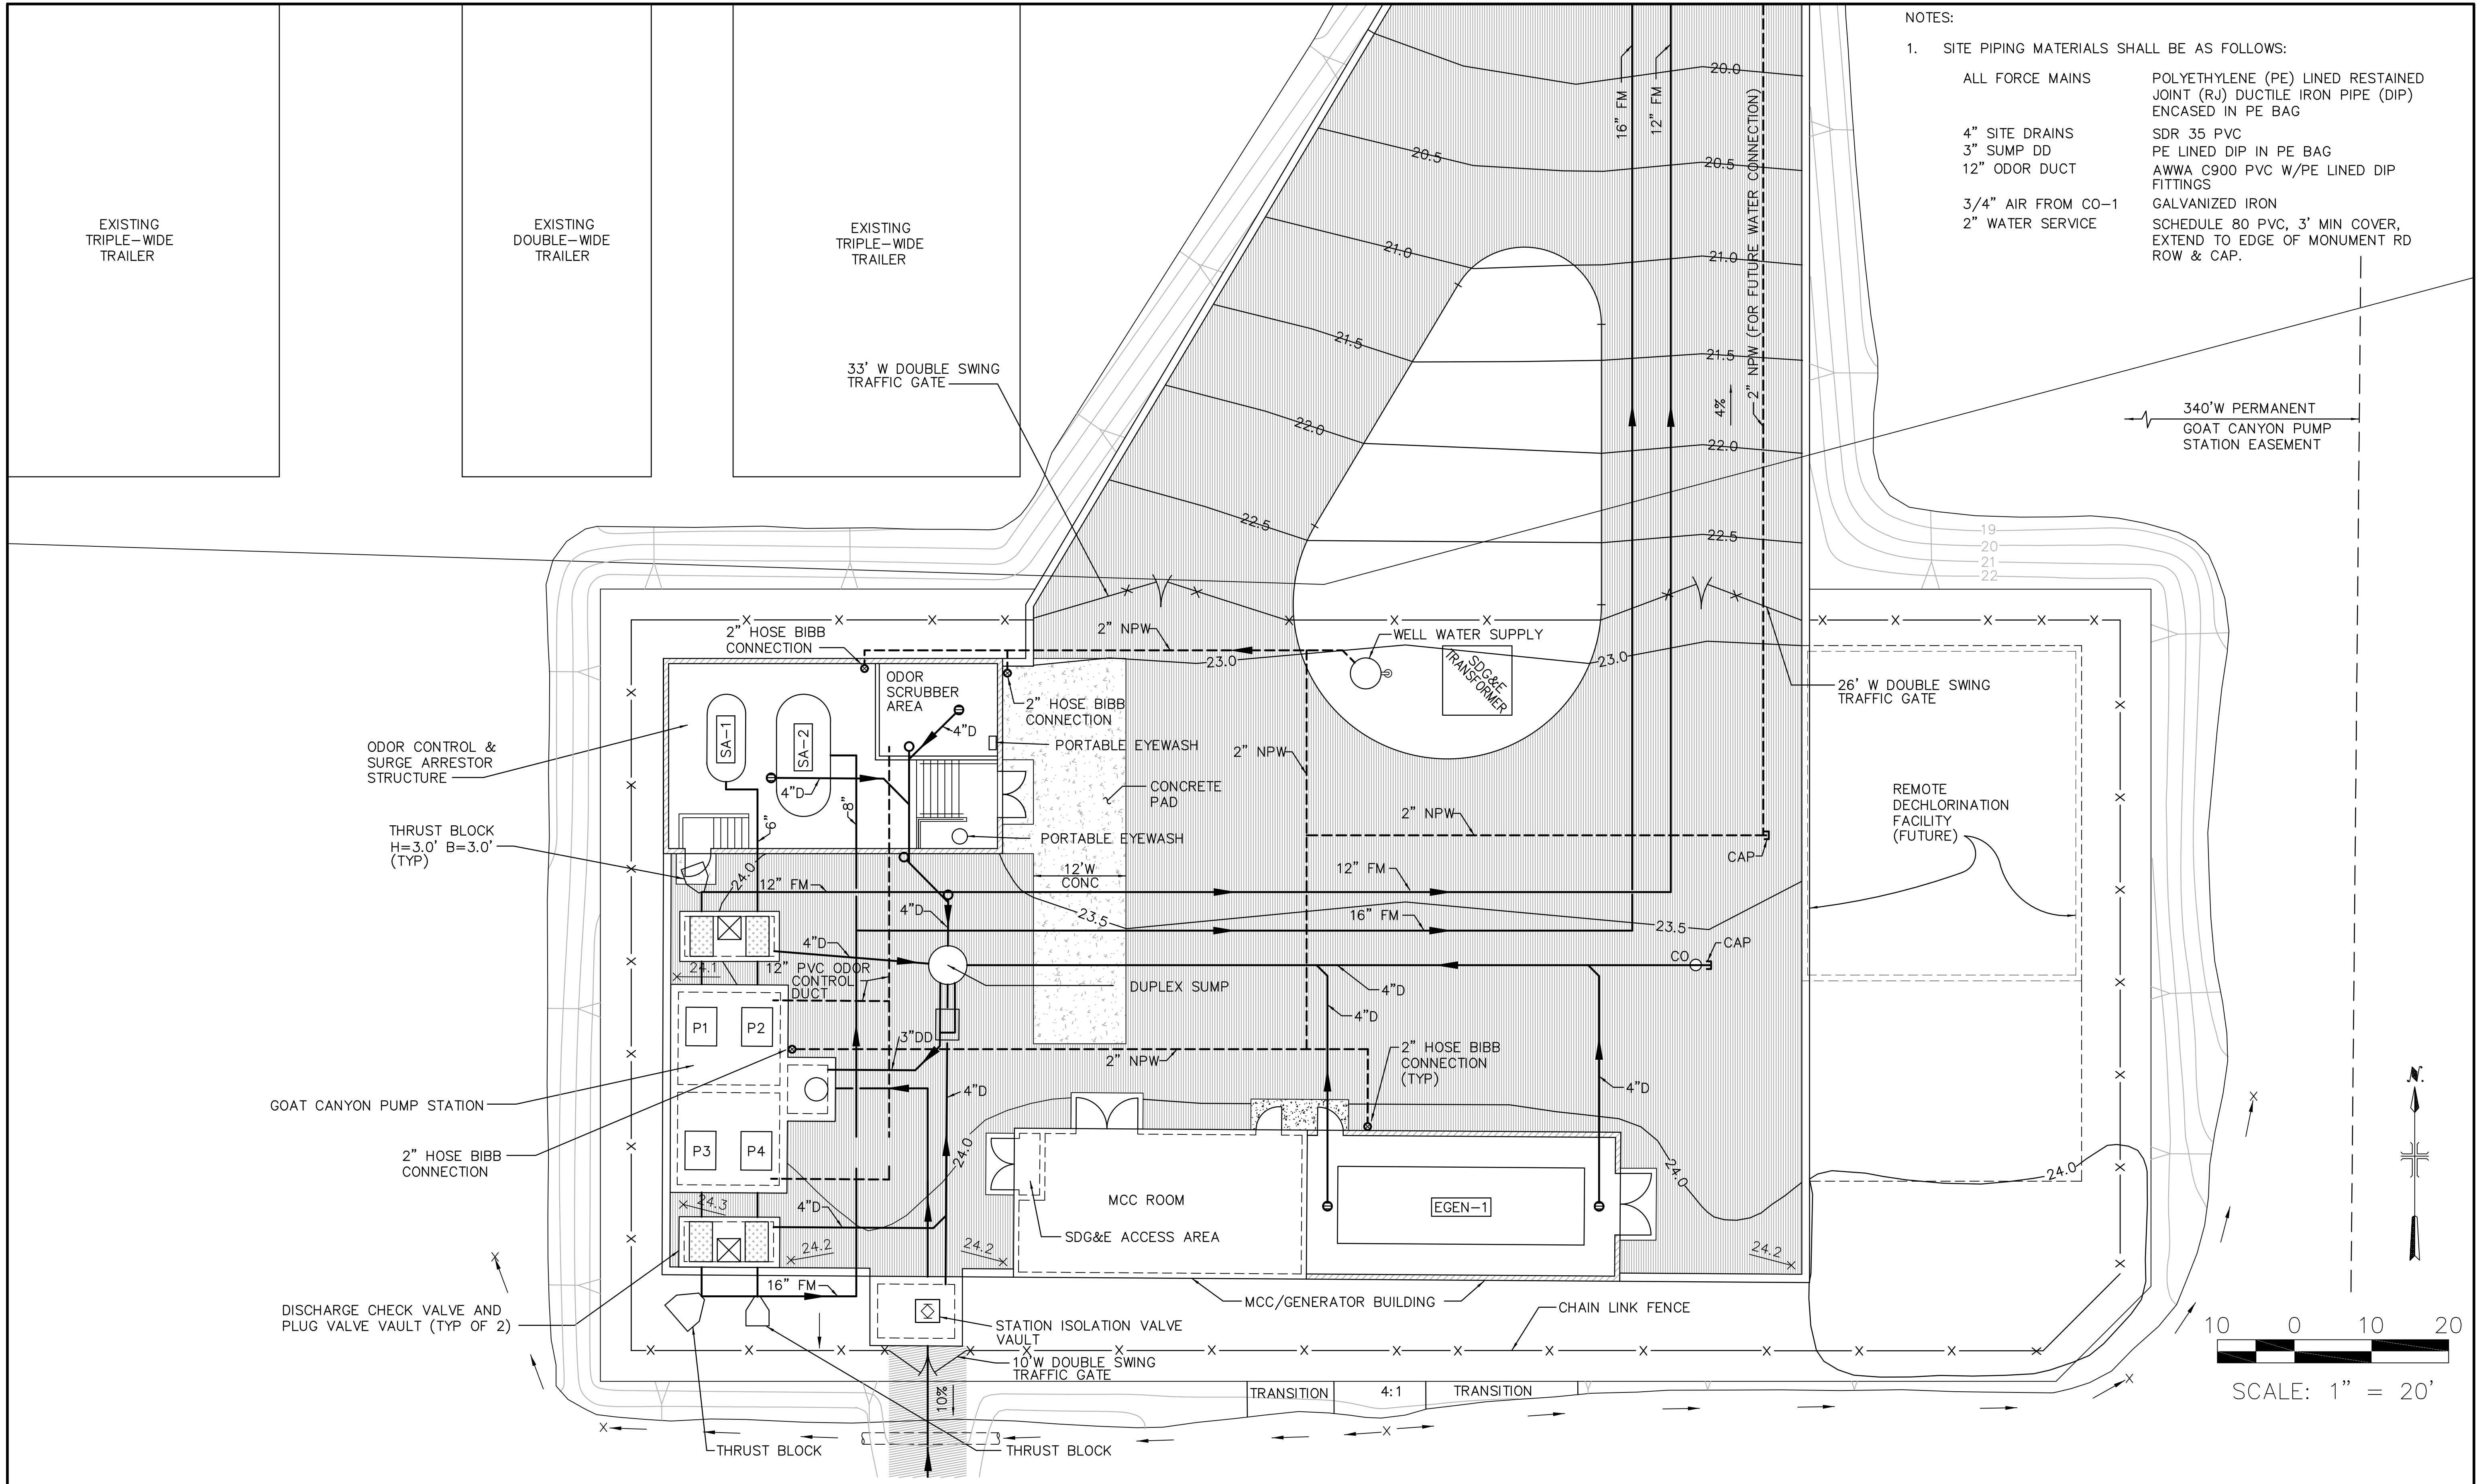 NOTES:
1. SITE PIPING MATERIALS SHALL BE AS FOLLOWS:
ALL FORCE MAINS
POLYETHYLENE (PE) LINED RESTAINED
JOINT (RJ) DUCTILE IRON PIPE (DIP)
ENCASED IN PE BAG
4" SITE DRAINS
SDR 35 PVC
3" SUMP DD
PE LINED DIP IN PE BAG
12" ODOR DUCT
AWWA C900 PVC W/PE LINED DIP
FITTINGS
3/4" AIR FROM CO-1
GALVANIZED IRON
2" WATER SERVICE
SCHEDULE 80 PVC, 3' MIN COVER,
EXTEND TO EDGE OF MONUMENT RD
ROW & CAP.
EXISTING
TRIPLE-WIDE
TRAILER
EXISTING
DOUBLE-WIDE
TRAILER
EXISTING
TRIPLE-WIDE
TRAILER
16" FM
12" FM
2" NPW (FOR FUTURE WATER CONNECTION)
20.0
20.5
20.5
21.0
21.0
21.5
21.5
22.0
22.0
22.5
22.5
4%
33' W DOUBLE SWING
TRAFFIC GATE
340'W PERMANENT
GOAT CANYON PUMP
STATION EASEMENT
19
20
21
22
2" HOSE BIBB
CONNECTION
2" NPW
23.0
WELL WATER SUPPLY
SDG&E
TRANSFORMER
23.0
26' W DOUBLE SWING
TRAFFIC GATE
ODOR
SCRUBBER
AREA
2" HOSE BIBB
CONNECTION
SA-1
SA-2
4"D
4"D
PORTABLE EYEWASH
ODOR CONTROL &
SURGE ARRESTOR
STRUCTURE
2" NPW
CONCRETE
PAD
6"
8"
PORTABLE EYEWASH
2" NPW
REMOTE
DECHLORINATION
FACILITY
(FUTURE)
THRUST BLOCK
H=3.0' B=3.0'
(TYP)
CAP
24.0
12" FM
12'W
CONC
12" FM
4"D
23.5
16" FM
23.5
4"D
CAP
CO
24.1
12" PVC ODOR
CONTROL
DUCT
DUPLEX SUMP
4"D
4"D
P1
P2
3"DD
2" NPW
2" HOSE BIBB
CONNECTION
(TYP)
4"D
4"D
GOAT CANYON PUMP STATION
P3
P4
2" HOSE BIBB
CONNECTION
24.0
24.0
24.0
MCC ROOM
EGEN-1
24.3
4"D
SDG&E ACCESS AREA
24.2
24.2
24.2
16" FM
MCC/GENERATOR BUILDING
CHAIN LINK FENCE
DISCHARGE CHECK VALVE AND
PLUG VALVE VAULT (TYP OF 2)
STATION ISOLATION VALVE
VAULT
10'W DOUBLE SWING
TRAFFIC GATE
10%
TRANSITION
4:1
TRANSITION
THRUST BLOCK
THRUST BLOCK
N.
10 0 10 20
SCALE: 1" = 20'